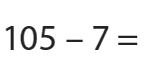 105 – 7 =